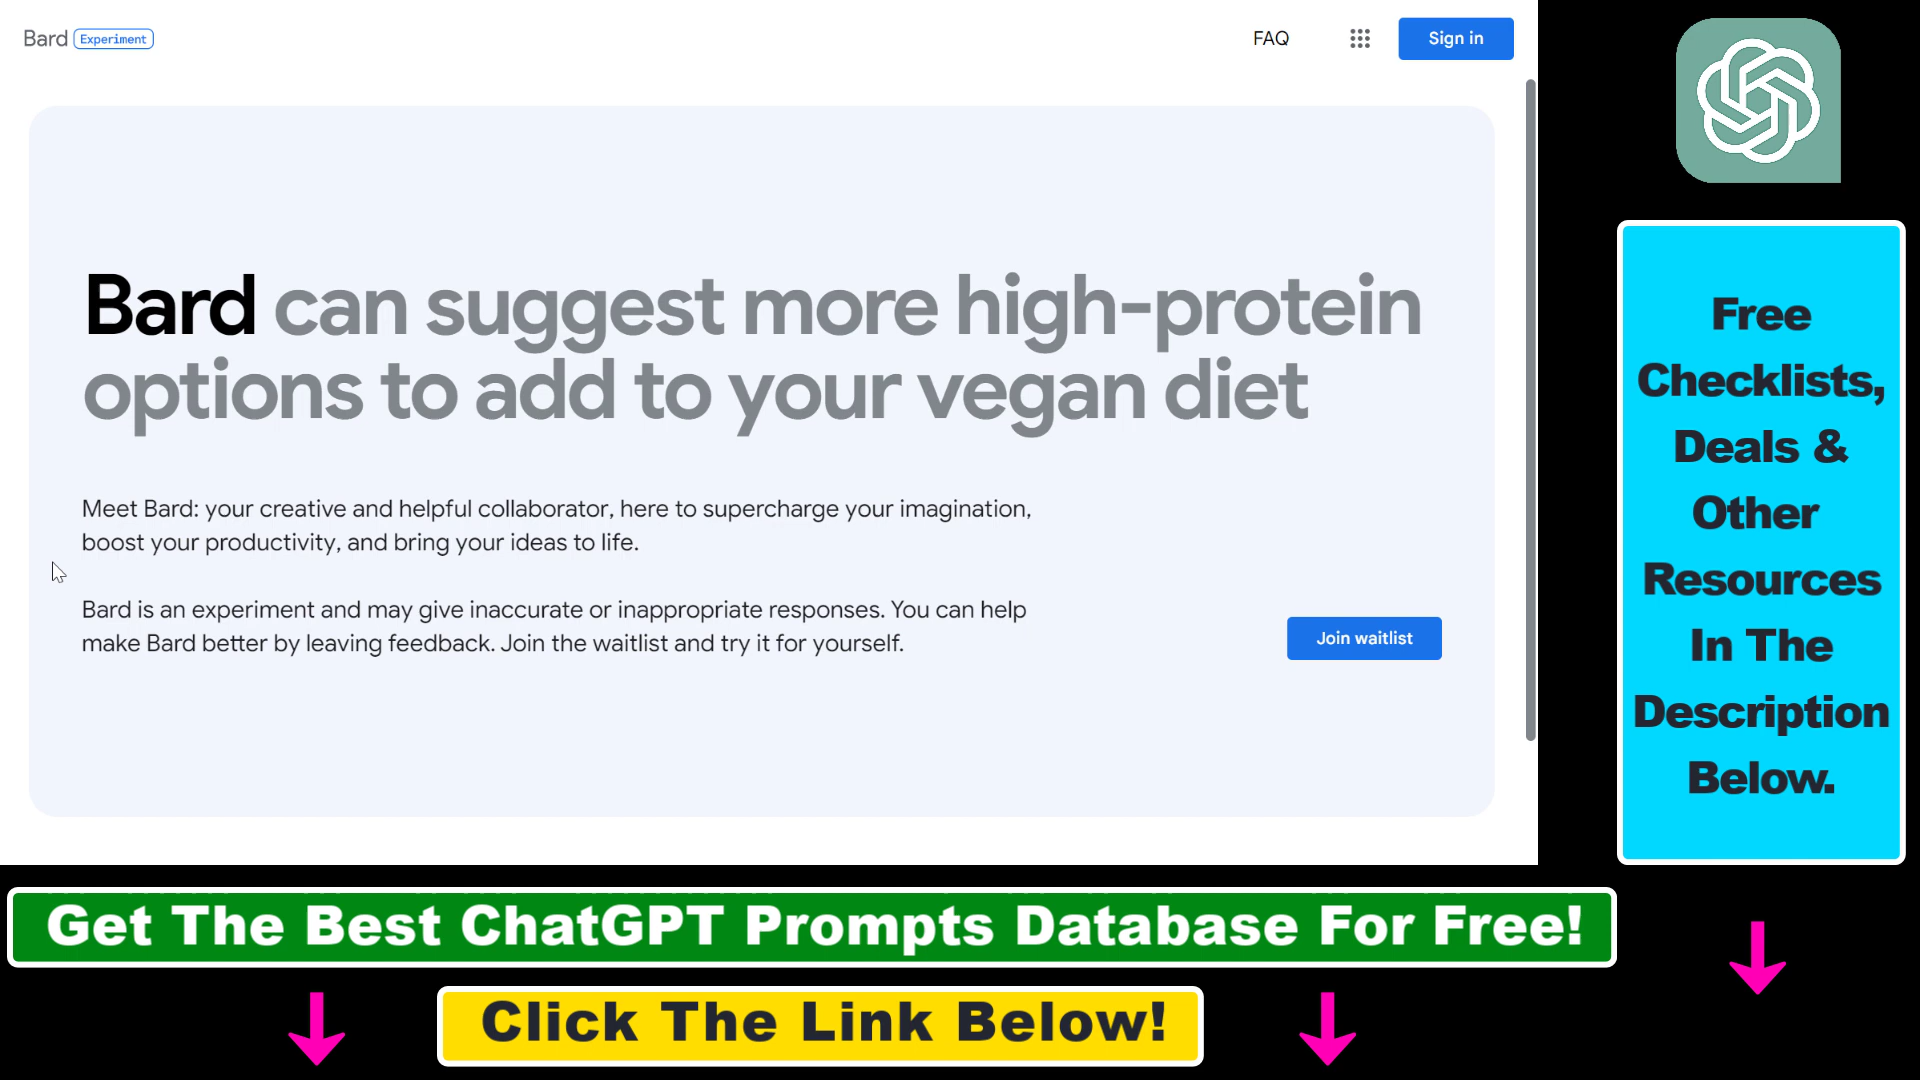 Bard Experiment
FAQ
Sign in
Bard can suggest more high-protein
options to add to your vegan diet
Meet Bard: your creative and helpful collaborator, here to supercharge your imagination,
boost your productivity, and bring your ideas to life.
Bard is an experiment and may give inaccurate or inappropriate responses. You can help
make Bard better by leaving feedback. Join the waitlist and try it for yourself.
Join waitlist
Free
Checklists,
Deals &
Other
Resources
In The
Description
Below.
Get The Best ChatGPT Prompts Database For Free!
Click The Link Below!